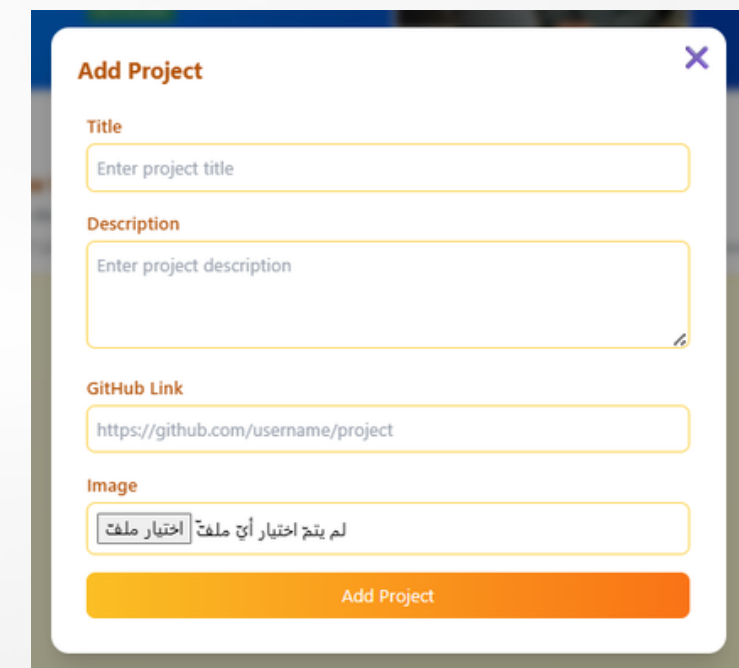 Add Project
Title
Enter project title
Description
Enter project description
GitHub Link
https://github.com/username/project
Image
اختيار ملفّ لم يتمّ اختيار أيّ ملفّ
Add Project